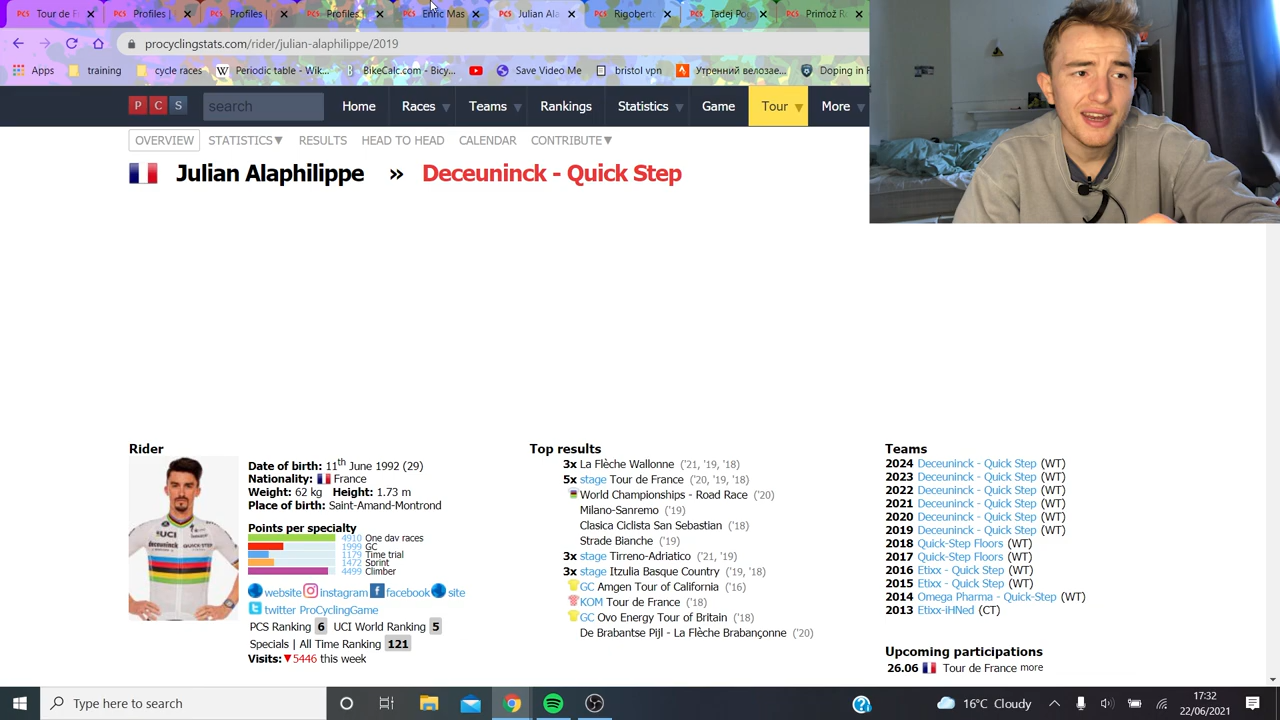 PCS Tour de F
PCS Profiles
PCS Profiles
PCS Enric Mas
PCS Julian Ala
PCS Rigoberto
PCS Tadej Pog
PCS Primož Ro
procyclingstats.com/rider/julian-alaphilippe/2019
Apps training cycle races Periodic table - Wik... BikeCalc.com - Bicy... Save Video Me bristol vpn Утренний велозае... Doping in
P C S search Home Races Teams Rankings Statistics Game Tour More
OVERVIEW STATISTICS RESULTS HEAD TO HEAD CALENDAR CONTRIBUTE
Julian Alaphilippe » Deceuninck - Quick Step
Rider
Date of birth: 11th June 1992 (29)
Nationality: France
Weight: 62 kg Height: 1.73 m
Place of birth: Saint-Amand-Montrond
Points per specialty
4910 One day races
1999 GC
1179 Time trial
1472 Sprint
4499 Climber
website instagram facebook site
twitter ProCyclingGame
PCS Ranking 6 UCI World Ranking 5
Specials | All Time Ranking 121
Visits: ▼5446 this week
Top results
3x La Flèche Wallonne ('21, '19, '18)
5x stage Tour de France ('20, '19, '18)
World Championships - Road Race ('20)
Milano-Sanremo ('19)
Clasica Ciclista San Sebastian ('18)
Strade Bianche ('19)
3x stage Tirreno-Adriatico ('21, '19)
3x stage Itzulia Basque Country ('19, '18)
GC Amgen Tour of California ('16)
KOM Tour de France ('18)
GC Ovo Energy Tour of Britain ('18)
De Brabantse Pijl - La Flèche Brabançonne ('20)
Teams
2024 Deceuninck - Quick Step (WT)
2023 Deceuninck - Quick Step (WT)
2022 Deceuninck - Quick Step (WT)
2021 Deceuninck - Quick Step (WT)
2020 Deceuninck - Quick Step (WT)
2019 Deceuninck - Quick Step (WT)
2018 Quick-Step Floors (WT)
2017 Quick-Step Floors (WT)
2016 Etixx - Quick Step (WT)
2015 Etixx - Quick Step (WT)
2014 Omega Pharma - Quick-Step (WT)
2013 Etixx-iHNed (CT)
Upcoming participations
26.06 Tour de France more
Type here to search
16°C Cloudy
17:32
22/06/2021